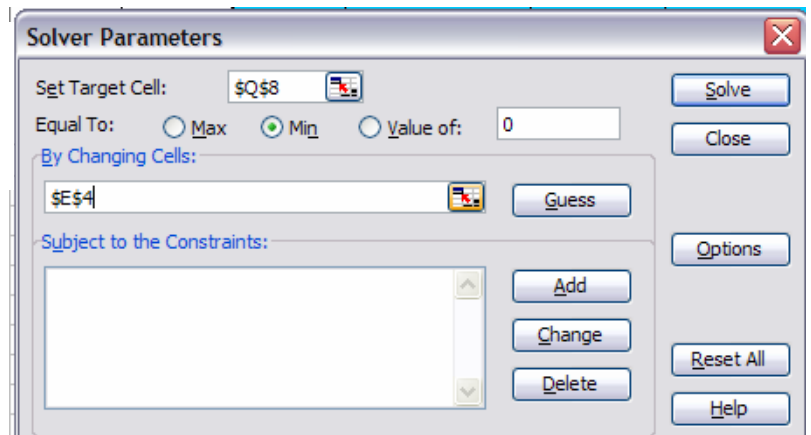 Solver Parameters
Set Target Cell: $Q$8 Solve
Equal To: Max Min Value of: 0 Close
By Changing Cells:
$E$4 Guess
Subject to the Constraints: Options
Add
Change
Reset All
Delete
Help